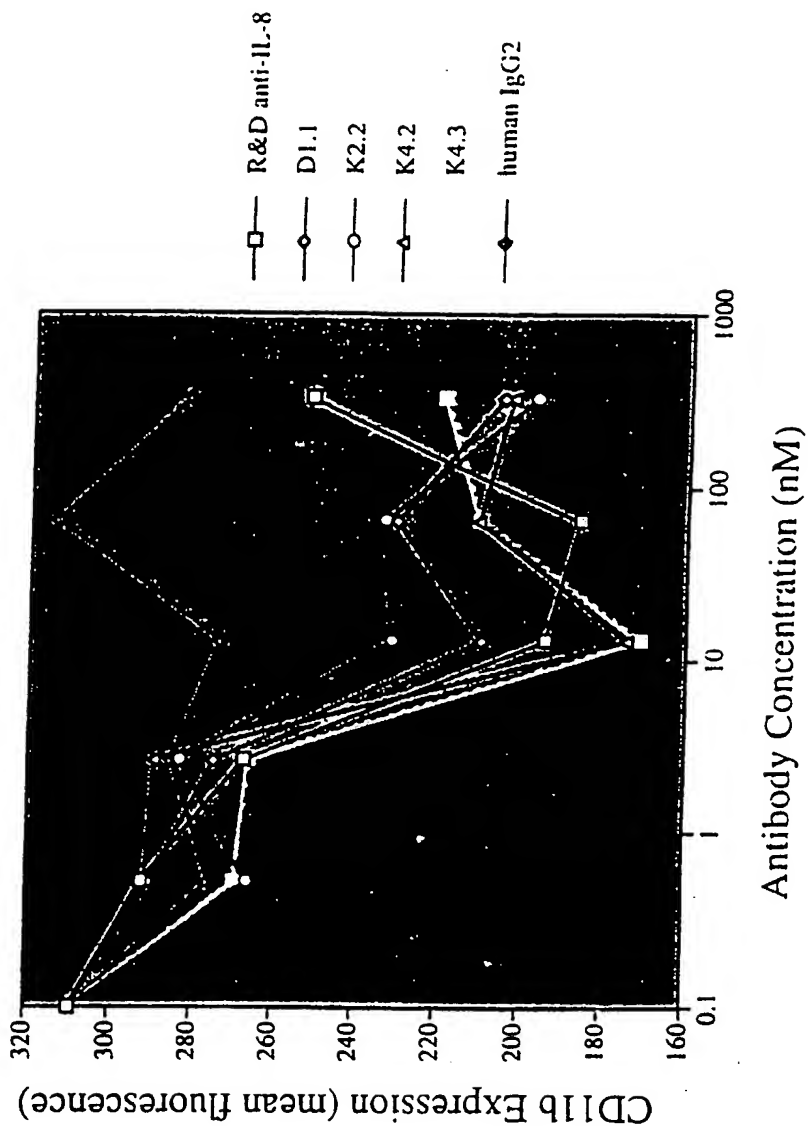 CD11b Expression (mean fluorescence)
320
300
280
260
240
220
200
180
160
0.1
1
10
100
1000
Antibody Concentration (nM)
R&D anti-IL-8
D1.1
K2.2
K4.2
K4.3
human IgG2